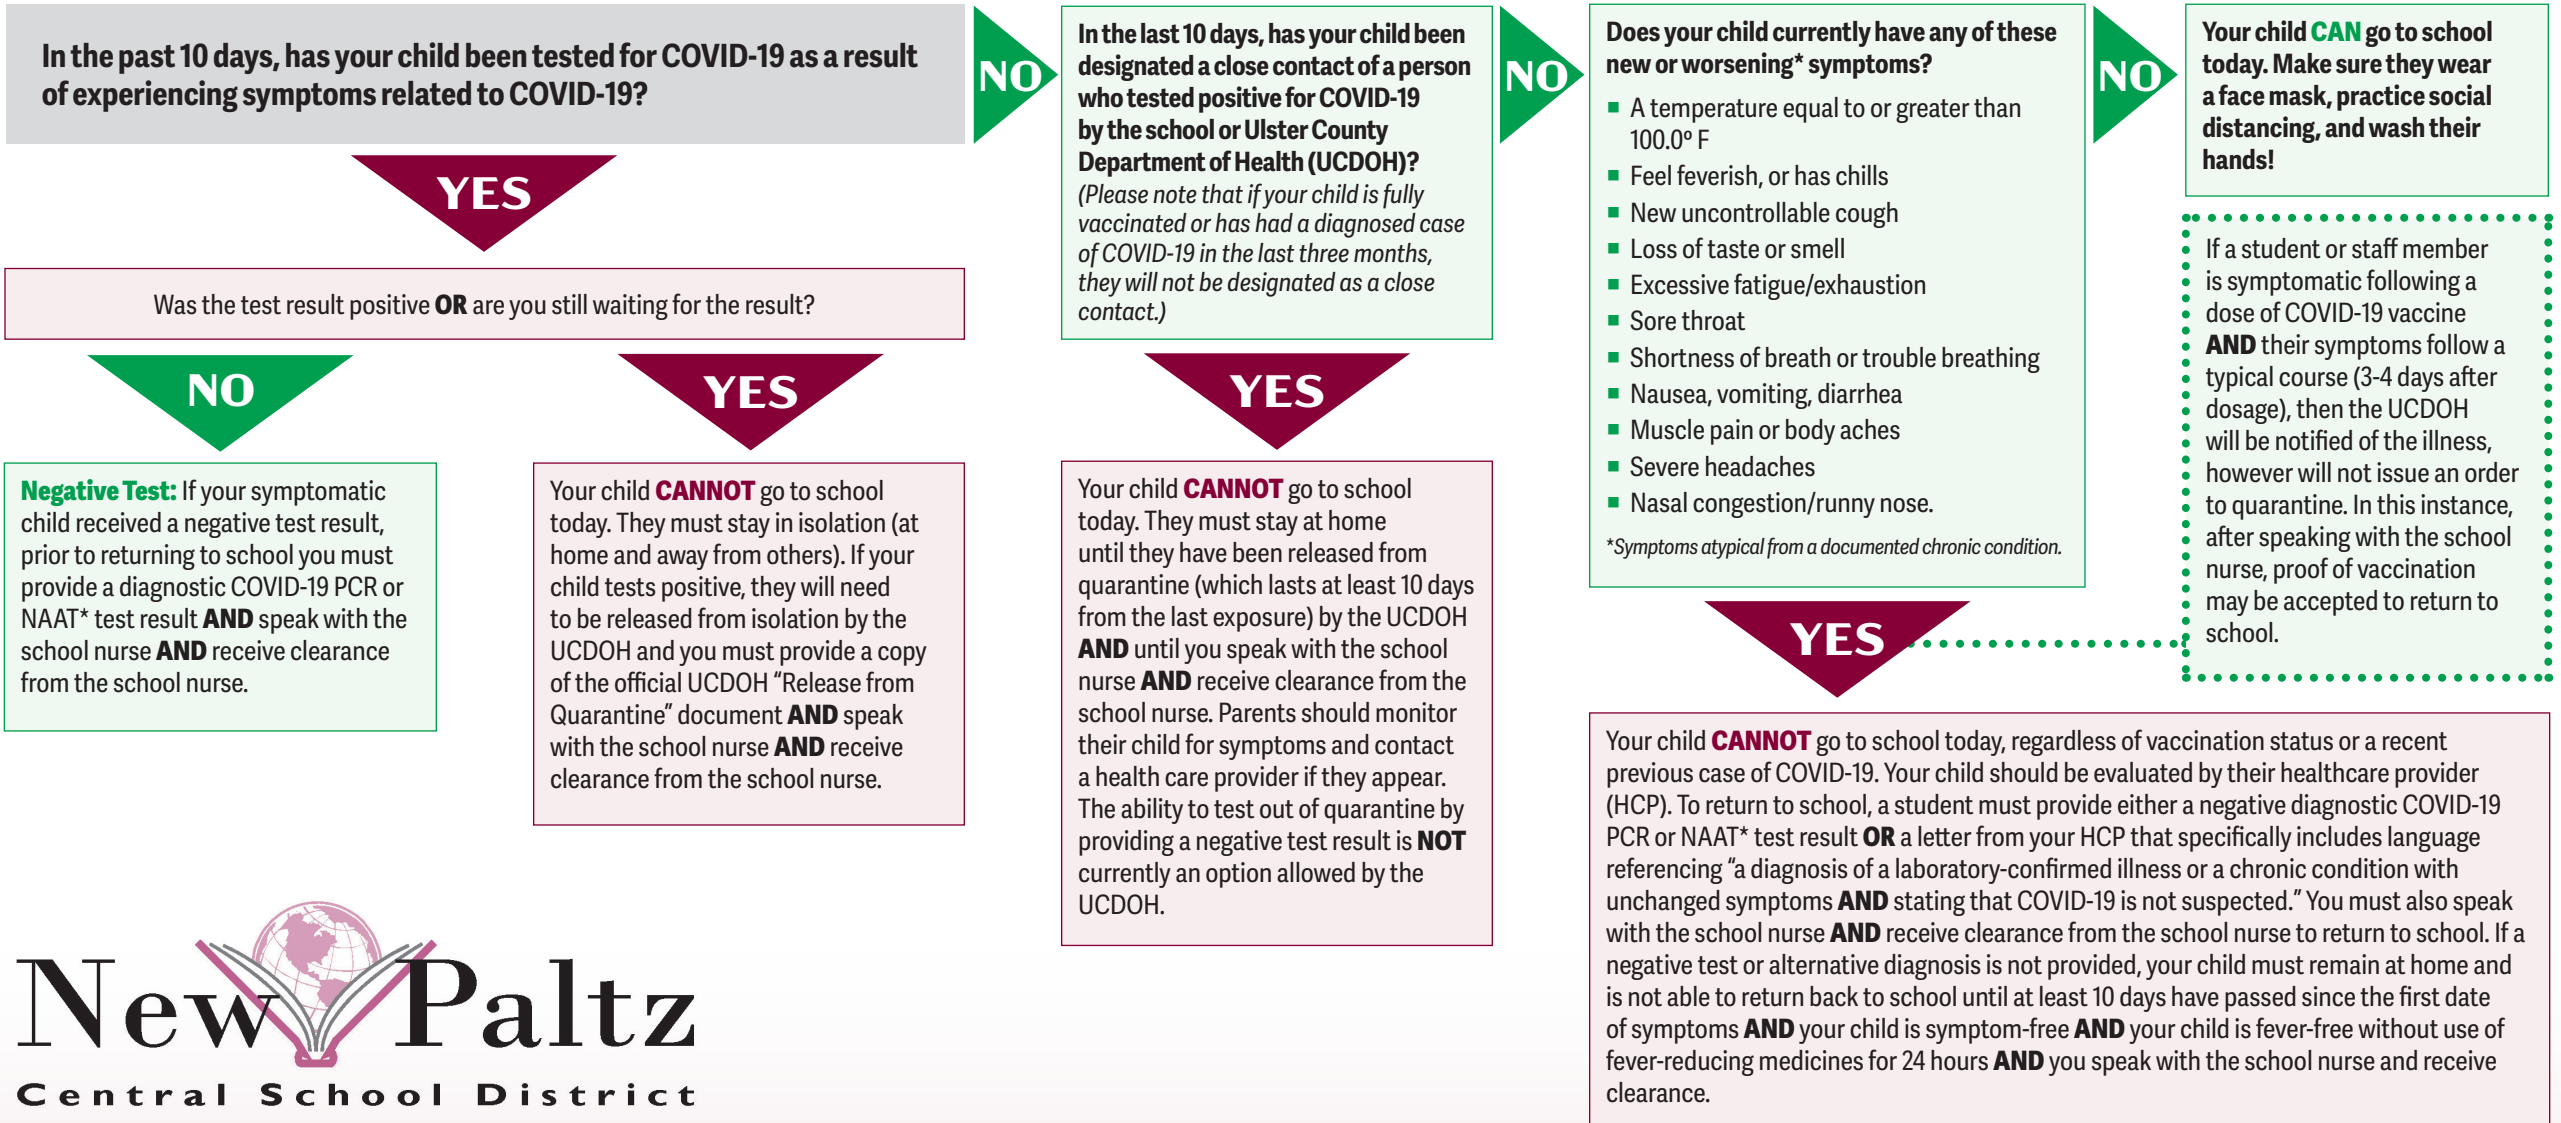 In the past 10 days, has your child been tested for COVID-19 as a result
of experiencing symptoms related to COVID-19?
YES
Was the test result positive OR are you still waiting for the result?
NO
Negative Test: If your symptomatic
child received a negative test result,
prior to returning to school you must
provide a diagnostic COVID-19 PCR or
NAAT* test result AND speak with the
school nurse AND receive clearance
from the school nurse.
YES
Your child CANNOT go to school
today. They must stay in isolation (at
home and away from others). If your
child tests positive, they will need
to be released from isolation by the
UCDOH and you must provide a copy
of the official UCDOH “Release from
Quarantine” document AND speak
with the school nurse AND receive
clearance from the school nurse.
NO
In the last 10 days, has your child been
designated a close contact of a person
who tested positive for COVID-19
by the school or Ulster County
Department of Health (UCDOH)?
(Please note that if your child is fully
vaccinated or has had a diagnosed case
of COVID-19 in the last three months,
they will not be designated as a close
contact.)
YES
Your child CANNOT go to school
today. They must stay at home
until they have been released from
quarantine (which lasts at least 10 days
from the last exposure) by the UCDOH
AND until you speak with the school
nurse AND receive clearance from the
school nurse. Parents should monitor
their child for symptoms and contact
a health care provider if they appear.
The ability to test out of quarantine by
providing a negative test result is NOT
currently an option allowed by the
UCDOH.
NO
Does your child currently have any of these
new or worsening* symptoms?
■ A temperature equal to or greater than
100.0º F
■ Feel feverish, or has chills
■ New uncontrollable cough
■ Loss of taste or smell
■ Excessive fatigue/exhaustion
■ Sore throat
■ Shortness of breath or trouble breathing
■ Nausea, vomiting, diarrhea
■ Muscle pain or body aches
■ Severe headaches
■ Nasal congestion/runny nose.
*Symptoms atypical from a documented chronic condition.
NO
Your child CAN go to school
today. Make sure they wear
a face mask, practice social
distancing, and wash their
hands!
If a student or staff member
is symptomatic following a
dose of COVID-19 vaccine
AND their symptoms follow a
typical course (3-4 days after
dosage), then the UCDOH
will be notified of the illness,
however will not issue an order
to quarantine. In this instance,
after speaking with the school
nurse, proof of vaccination
may be accepted to return to
school.
YES
Your child CANNOT go to school today, regardless of vaccination status or a recent
previous case of COVID-19. Your child should be evaluated by their healthcare provider
(HCP). To return to school, a student must provide either a negative diagnostic COVID-19
PCR or NAAT* test result OR a letter from your HCP that specifically includes language
referencing “a diagnosis of a laboratory-confirmed illness or a chronic condition with
unchanged symptoms AND stating that COVID-19 is not suspected.” You must also speak
with the school nurse AND receive clearance from the school nurse to return to school. If a
negative test or alternative diagnosis is not provided, your child must remain at home and
is not able to return back to school until at least 10 days have passed since the first date
of symptoms AND your child is symptom-free AND your child is fever-free without use of
fever-reducing medicines for 24 hours AND you speak with the school nurse and receive
clearance.
New Paltz
Central School District